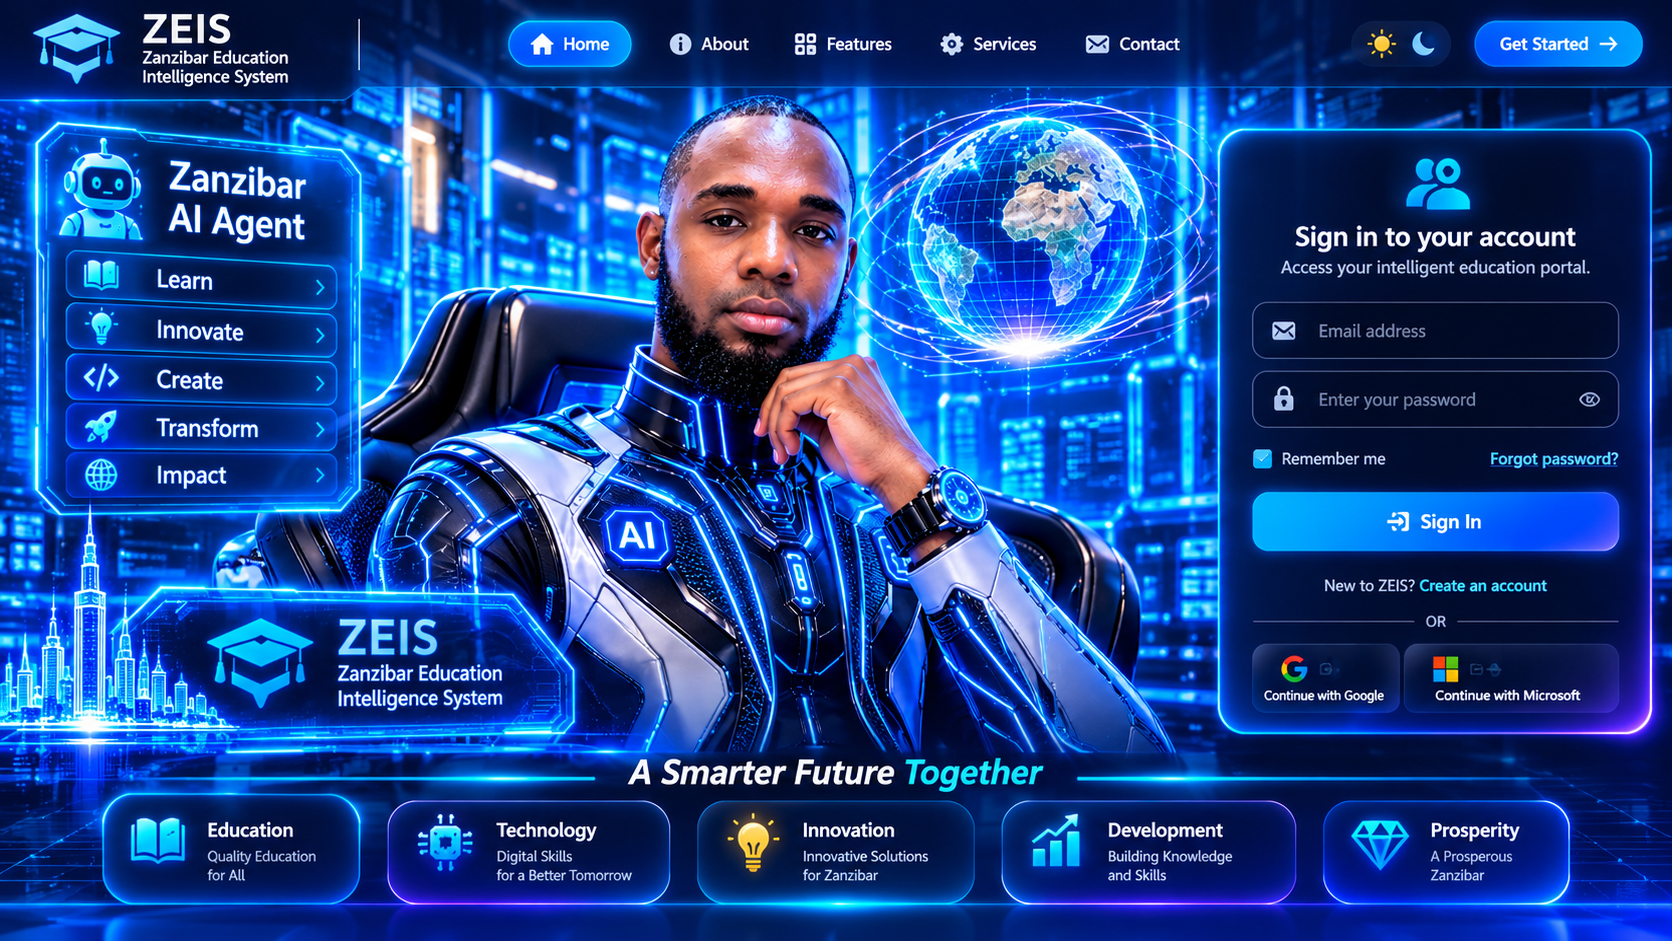 ZEIS
Zanzibar Education
Intelligence System
Home
About
Features
Services
Contact
Get Started
Zanzibar
AI Agent
Learn
Innovate
Create
Transform
Impact
AI
ZEIS
Zanzibar Education
Intelligence System
Sign in to your account
Access your intelligent education portal.
Email address
Enter your password
Remember me
Forgot password?
Sign In
New to ZEIS? Create an account
OR
Continue with Google
Continue with Microsoft
A Smarter Future Together
Education
Quality Education
for All
Technology
Digital Skills
for a Better Tomorrow
Innovation
Innovative Solutions
for Zanzibar
Development
Building Knowledge
and Skills
Prosperity
A Prosperous
Zanzibar